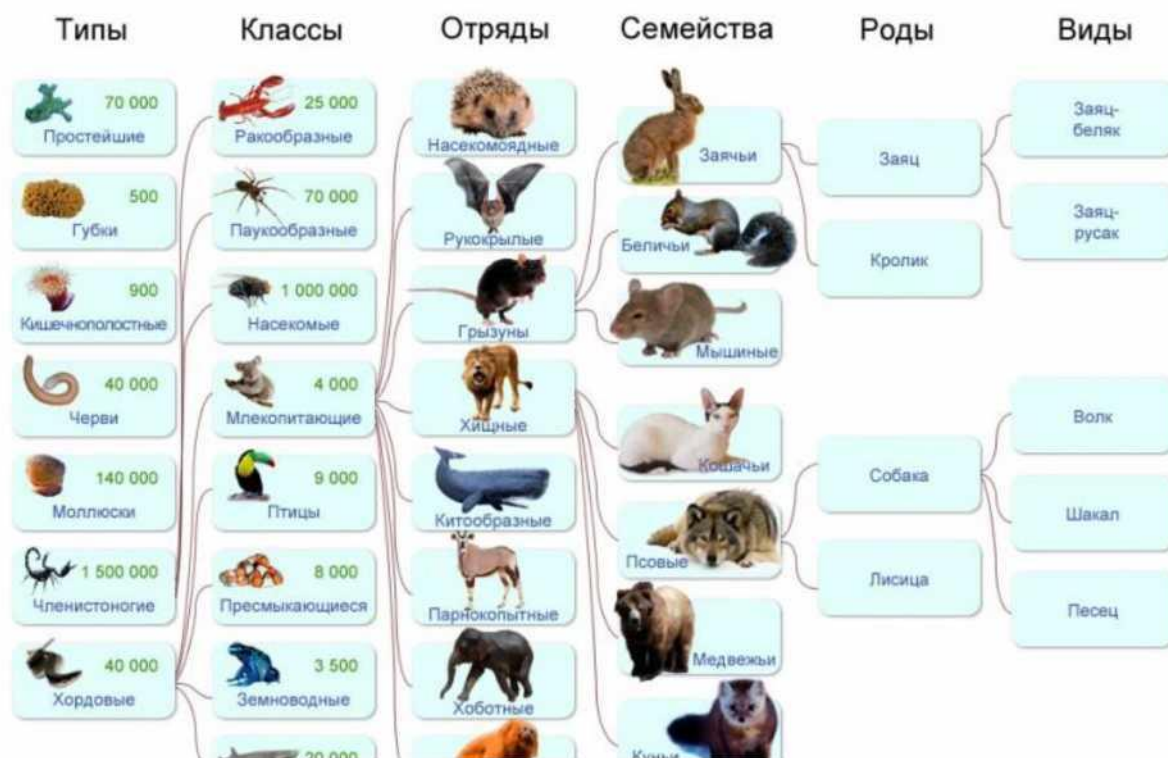 Типы
Классы
Отряды
Семейства
Роды
Виды
70 000
Простейшие
500
Губки
900
Кишечнополостные
40 000
Черви
140 000
Моллюски
1 500 000
Членистоногие
40 000
Хордовые
25 000
Ракообразные
70 000
Паукообразные
1 000 000
Насекомые
4 000
Млекопитающие
9 000
Птицы
8 000
Пресмыкающиеся
3 500
Земноводные
20 000
Насекомоядные
Рукокрылые
Грызуны
Хищные
Китообразные
Парнокопытные
Хоботные
Заячьи
Беличьи
Мышиные
Кошачьи
Псовые
Медвежьи
Куньи
Заяц
Кролик
Собака
Лисица
Заяц-
беляк
Заяц-
русак
Волк
Шакал
Песец